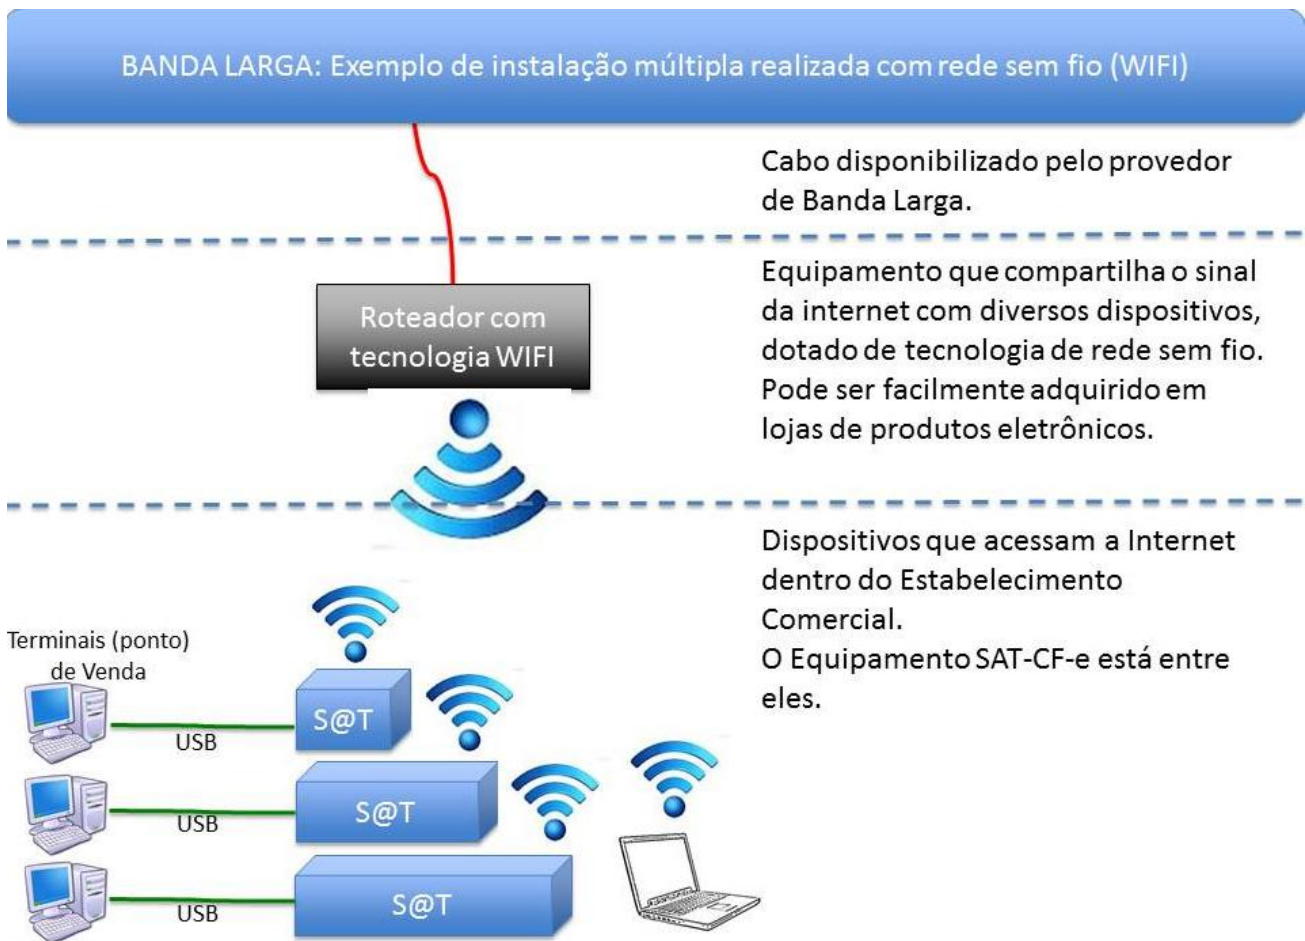 BANDA LARGA: Exemplo de instalação múltipla realizada com rede sem fio (WIFI)
Cabo disponibilizado pelo provedor
de Banda Larga.
Roteador com
tecnologia WIFI
Equipamento que compartilha o sinal
da internet com diversos dispositivos,
dotado de tecnologia de rede sem fio.
Pode ser facilmente adquirido em
lojas de produtos eletrônicos.
Dispositivos que acessam a Internet
dentro do Estabelecimento
Comercial.
O Equipamento SAT-CF-e está entre
eles.
Terminais (ponto)
de Venda
USB
S@T
USB
S@T
USB
S@T